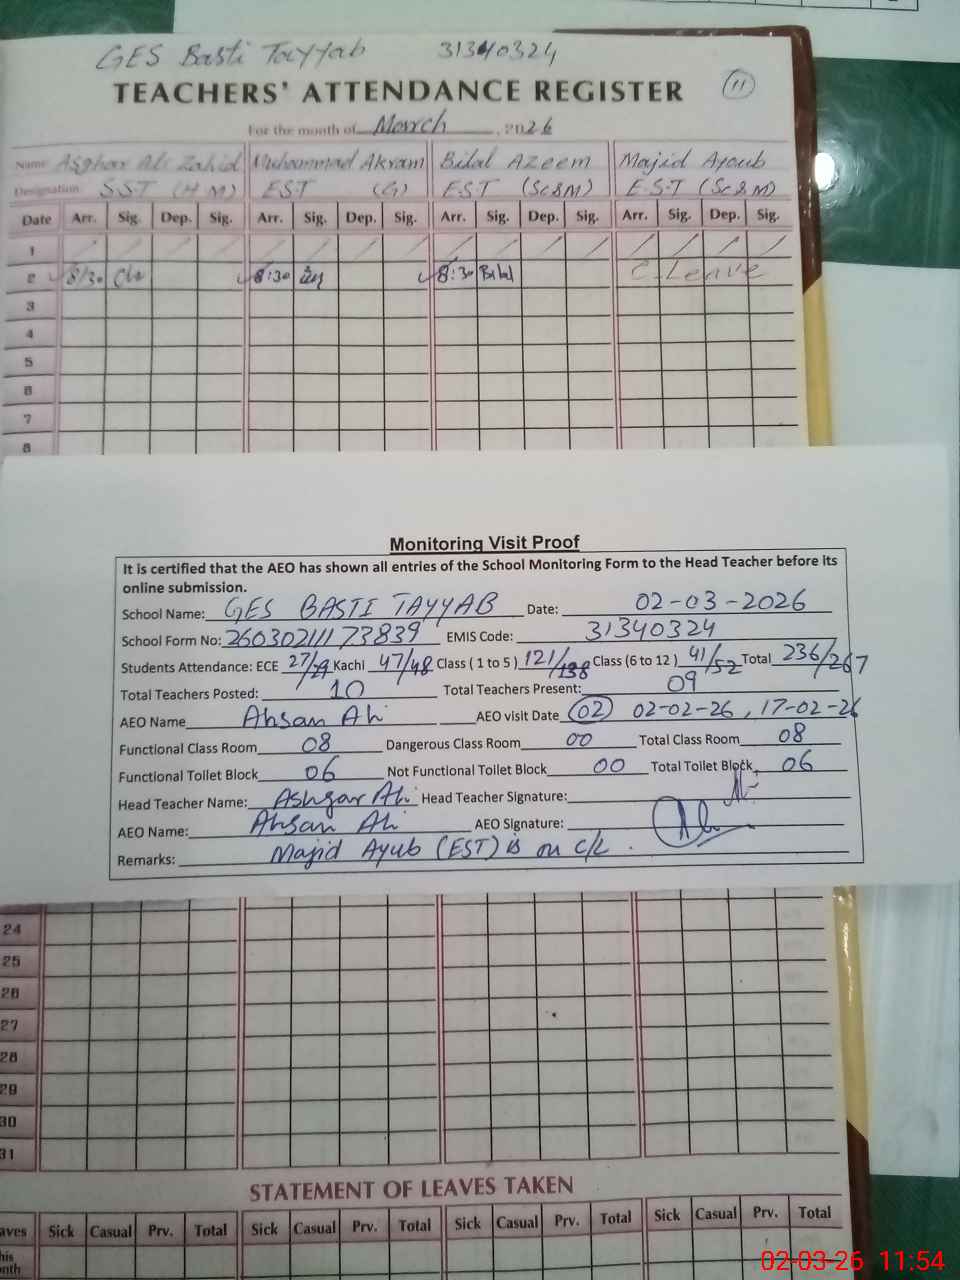 GES Basti Tayyab 31340324
TEACHERS' ATTENDANCE REGISTER
11
For the month of March, 2026
Name Asghar Ali Zahid Muhammad Akram Bilal Azeem Majid Ayoub
Designation S.S.T (H M) E.S.T (G) E.S.T (Sc&M) E.S.T (Sc&M)
Date Arr. Sig. Dep. Sig. Arr. Sig. Dep. Sig. Arr. Sig. Dep. Sig. Arr. Sig. Dep. Sig.
1
2 8/30 8:30 8:30 Bilal C-Leave
3
4
5
6
7
8
Monitoring Visit Proof
It is certified that the AEO has shown all entries of the School Monitoring Form to the Head Teacher before its
online submission.
School Name: GES BASTI TAYYAB Date: 02-03-2026
School Form No: EMIS Code: 31340324
Students Attendance: ECE 27/29 Kachi 47/48 Class ( 1 to 5 ) 121/138 Class (6 to 12 ) 41/52 Total 236/267
Total Teachers Posted: 10 Total Teachers Present: 09
AEO Name Ahsan Ali AEO visit Date 02 02-02-26, 17-02-26
Functional Class Room 08 Dangerous Class Room 00 Total Class Room 08
Functional Toilet Block 06 Not Functional Toilet Block 00 Total Toilet Block 06
Head Teacher Name: Ashgar Ali Head Teacher Signature:
AEO Name: Ahsan Ali AEO Signature:
Remarks: Majid Ayub (EST) is on c/L.
24
25
26
27
28
29
30
31
STATEMENT OF LEAVES TAKEN
aves Sick Casual Prv. Total Sick Casual Prv. Total Sick Casual Prv. Total Sick Casual Prv. Total
his
nth
02-03-26 11:54